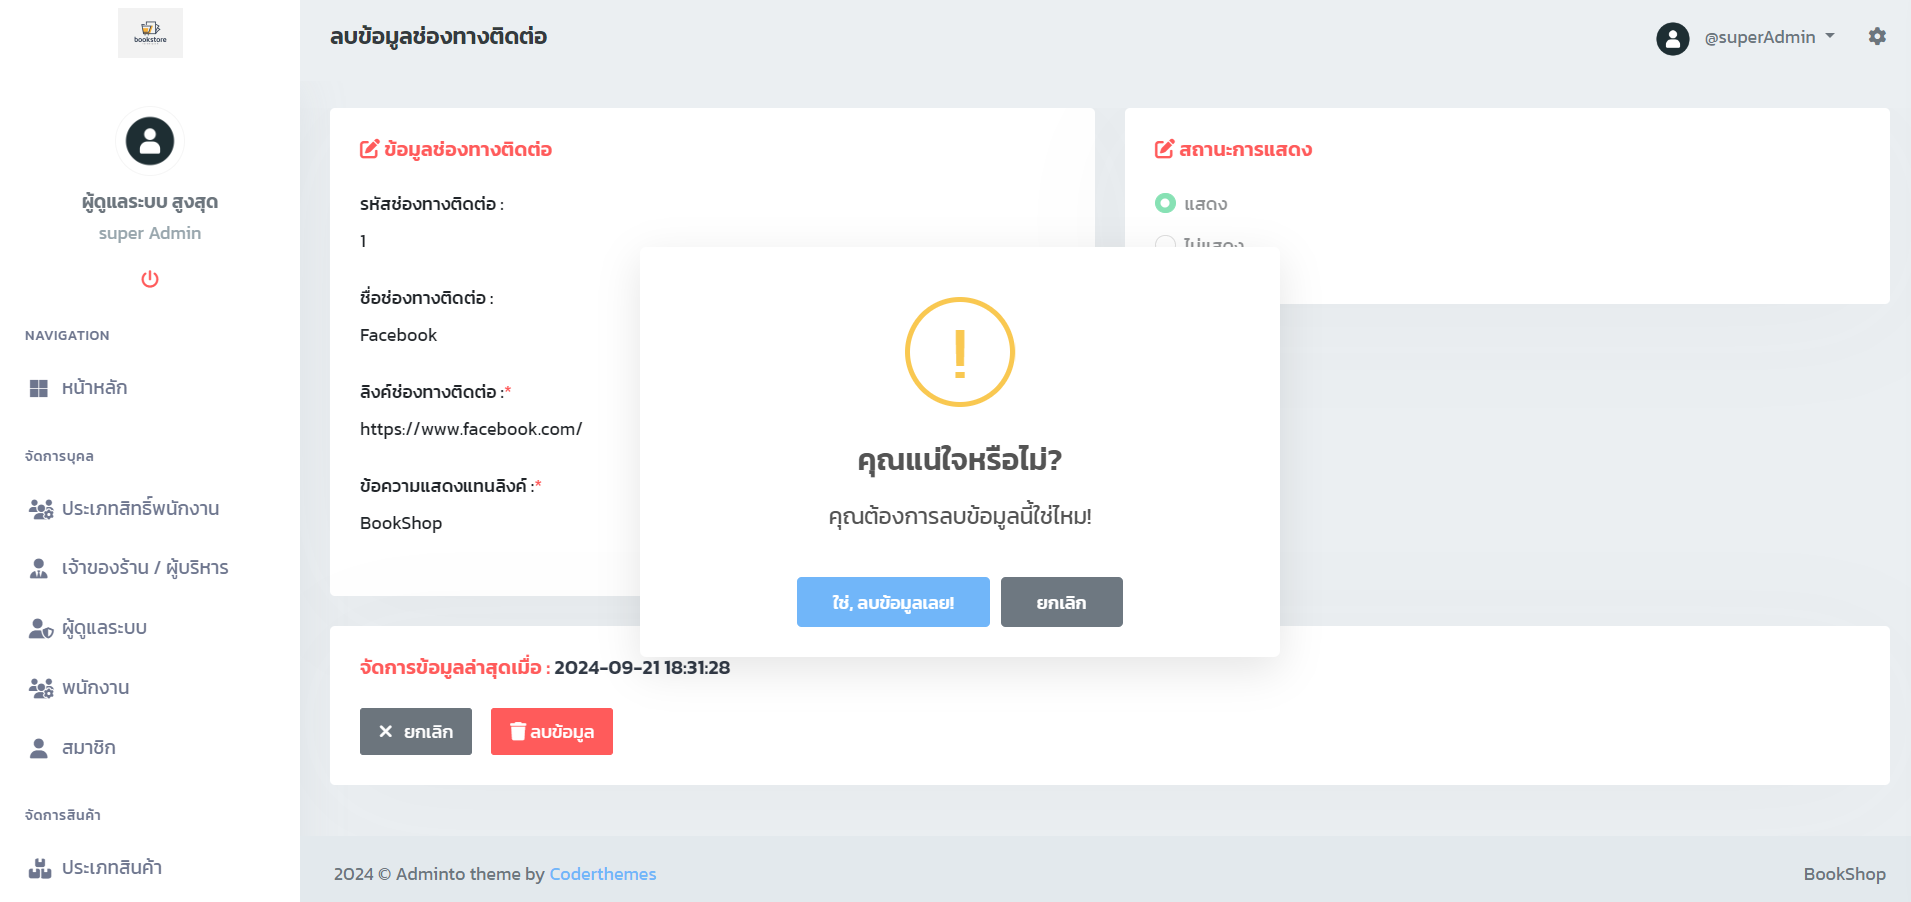 bookstore
ผู้ดูแลระบบ สูงสุด
super Admin
NAVIGATION
หน้าหลัก
จัดการบุคล
ประเภทสิทธิ์พนักงาน
เจ้าของร้าน / ผู้บริหาร
ผู้ดูแลระบบ
พนักงาน
สมาชิก
จัดการสินค้า
ประเภทสินค้า
ลบข้อมูลช่องทางติดต่อ
@superAdmin
ข้อมูลช่องทางติดต่อ
รหัสช่องทางติดต่อ :
1
ชื่อช่องทางติดต่อ :
Facebook
ลิงค์ช่องทางติดต่อ :*
https://www.facebook.com/
ข้อความแสดงแทนลิงค์ :*
BookShop
สถานะการแสดง
แสดง
ไม่แสดง
คุณแน่ใจหรือไม่?
คุณต้องการลบข้อมูลนี้ใช่ไหม!
ใช่, ลบข้อมูลเลย!
ยกเลิก
จัดการข้อมูลล่าสุดเมื่อ : 2024-09-21 18:31:28
ยกเลิก
ลบข้อมูล
2024 © Adminto theme by Coderthemes
BookShop